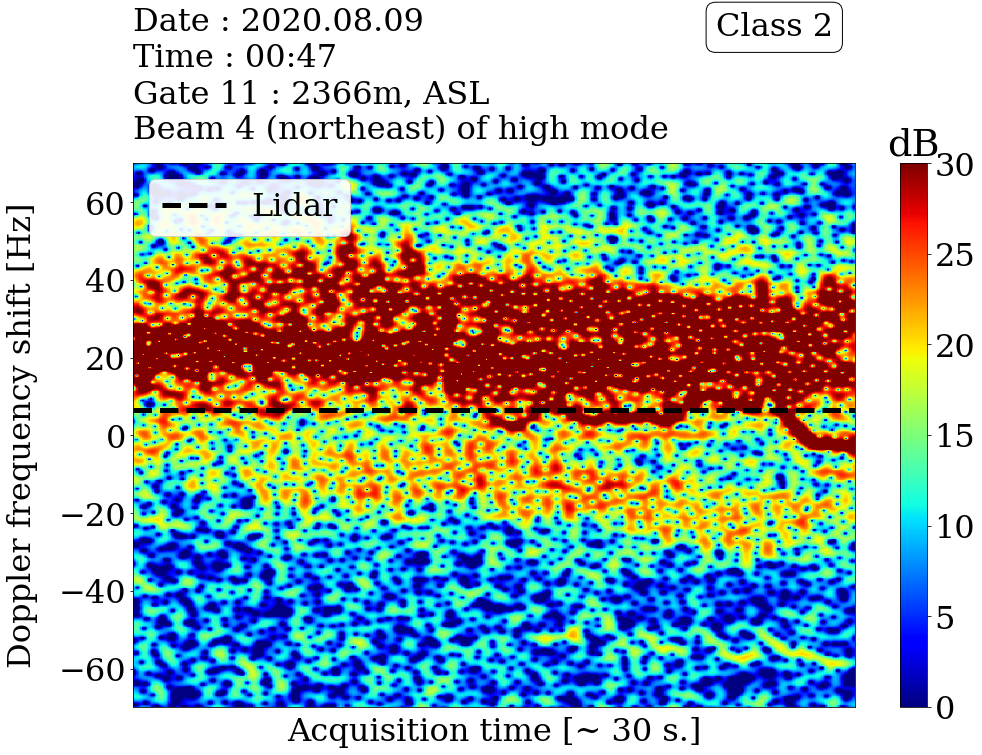 Date : 2020.08.09
Time : 00:47
Gate 11 : 2366m, ASL
Beam 4 (northeast) of high mode
Class 2
dB
Lidar
60
40
20
0
−20
−40
−60
Doppler frequency shift [Hz]
Acquisition time [~ 30 s.]
30
25
20
15
10
5
0